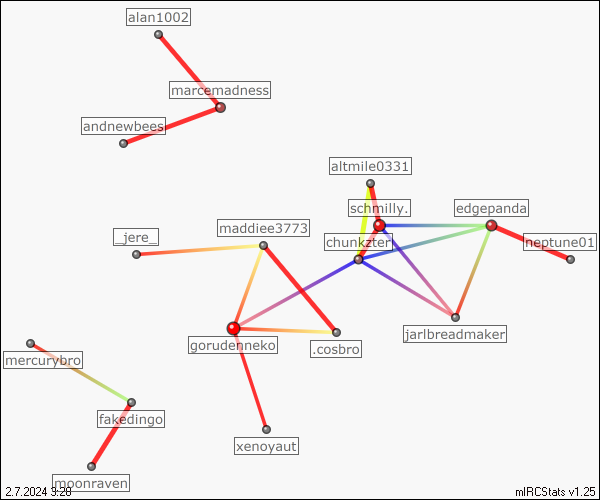 alan1002
marcemadness
andnewbees
altmile0331
schmilly.
edgepanda
_jere_
maddiee3773
chunkzter
neptune01
gorudenneko
.cosbro
jarlbreadmaker
mercurybro
fakedingo
xenoyaut
moonraven
2.7.2024 3:20
mIRCStats v1.25